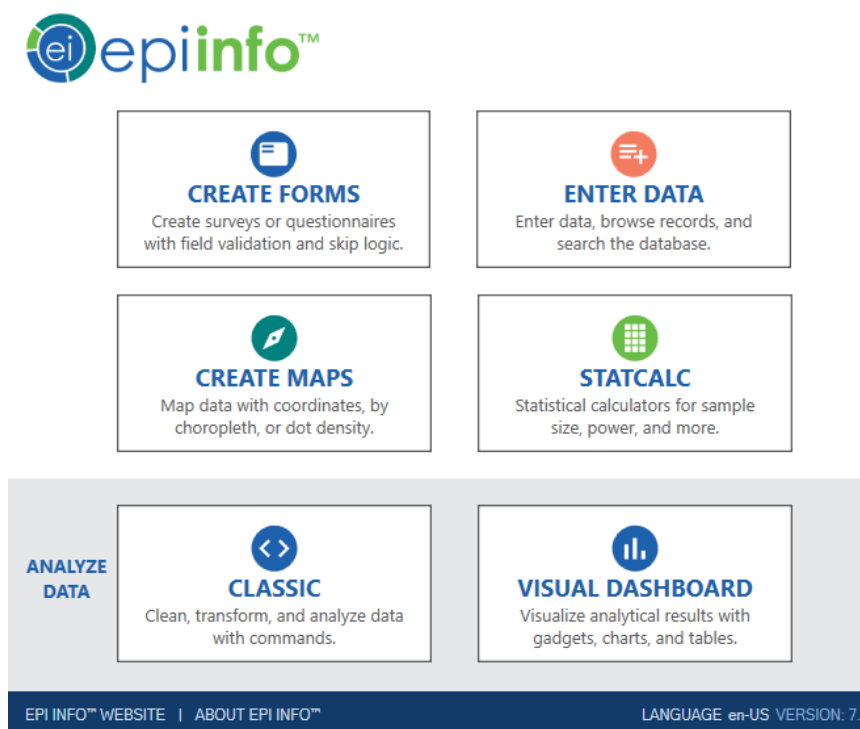 ei epiinfo™
CREATE FORMS
Create surveys or questionnaires
with field validation and skip logic.
ENTER DATA
Enter data, browse records, and
search the database.
CREATE MAPS
Map data with coordinates, by
choropleth, or dot density.
STATCALC
Statistical calculators for sample
size, power, and more.
ANALYZE
DATA
CLASSIC
Clean, transform, and analyze data
with commands.
VISUAL DASHBOARD
Visualize analytical results with
gadgets, charts, and tables.
EPI INFO™ WEBSITE | ABOUT EPI INFO™
LANGUAGE en-US VERSION: 7.